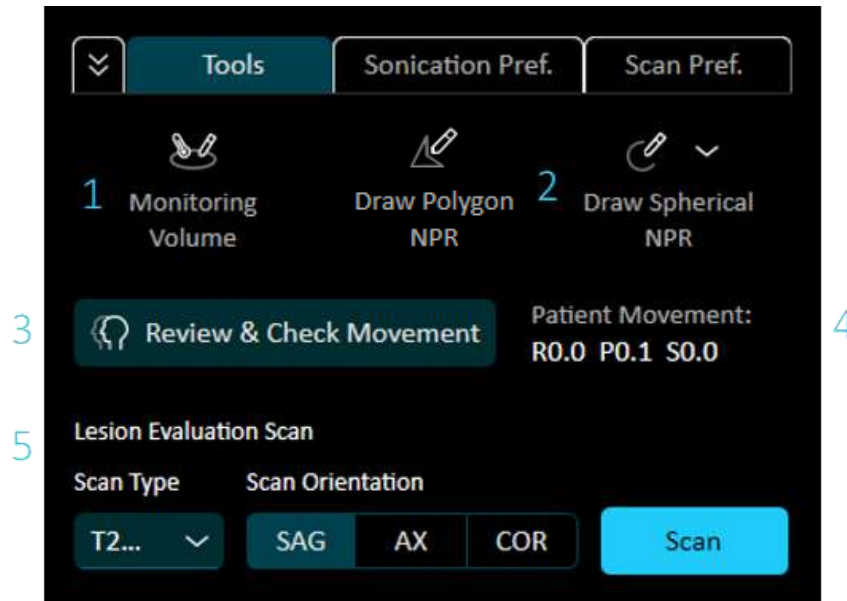 Tools Sonication Pref. Scan Pref.
1 Monitoring Volume
Draw Polygon NPR
2 Draw Spherical NPR
3 Review & Check Movement
Patient Movement:
R0.0 P0.1 S0.0
4
5 Lesion Evaluation Scan
Scan Type Scan Orientation
T2... SAG AX COR Scan